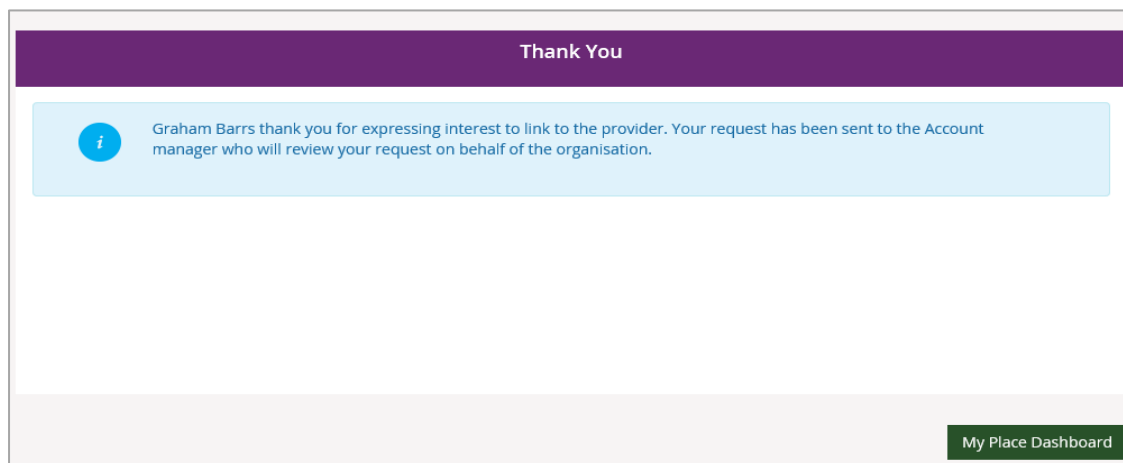 Thank You
i
Graham Barrs thank you for expressing interest to link to the provider. Your request has been sent to the Account
manager who will review your request on behalf of the organisation.
My Place Dashboard